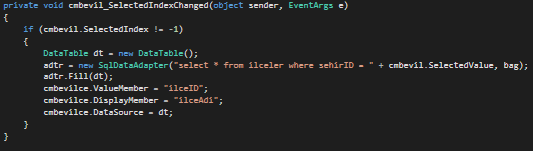 private void cmbevil_SelectedIndexChanged(object sender, EventArgs e)
{
if (cmbevil.SelectedIndex != -1)
{
DataTable dt = new DataTable();
adtr = new SqlDataAdapter("select * from ilceler where sehirID = " + cmbevil.SelectedValue, bag);
adtr.Fill(dt);
cmbevilce.ValueMember = "ilceID";
cmbevilce.DisplayMember = "ilceAdi";
cmbevilce.DataSource = dt;
}
}